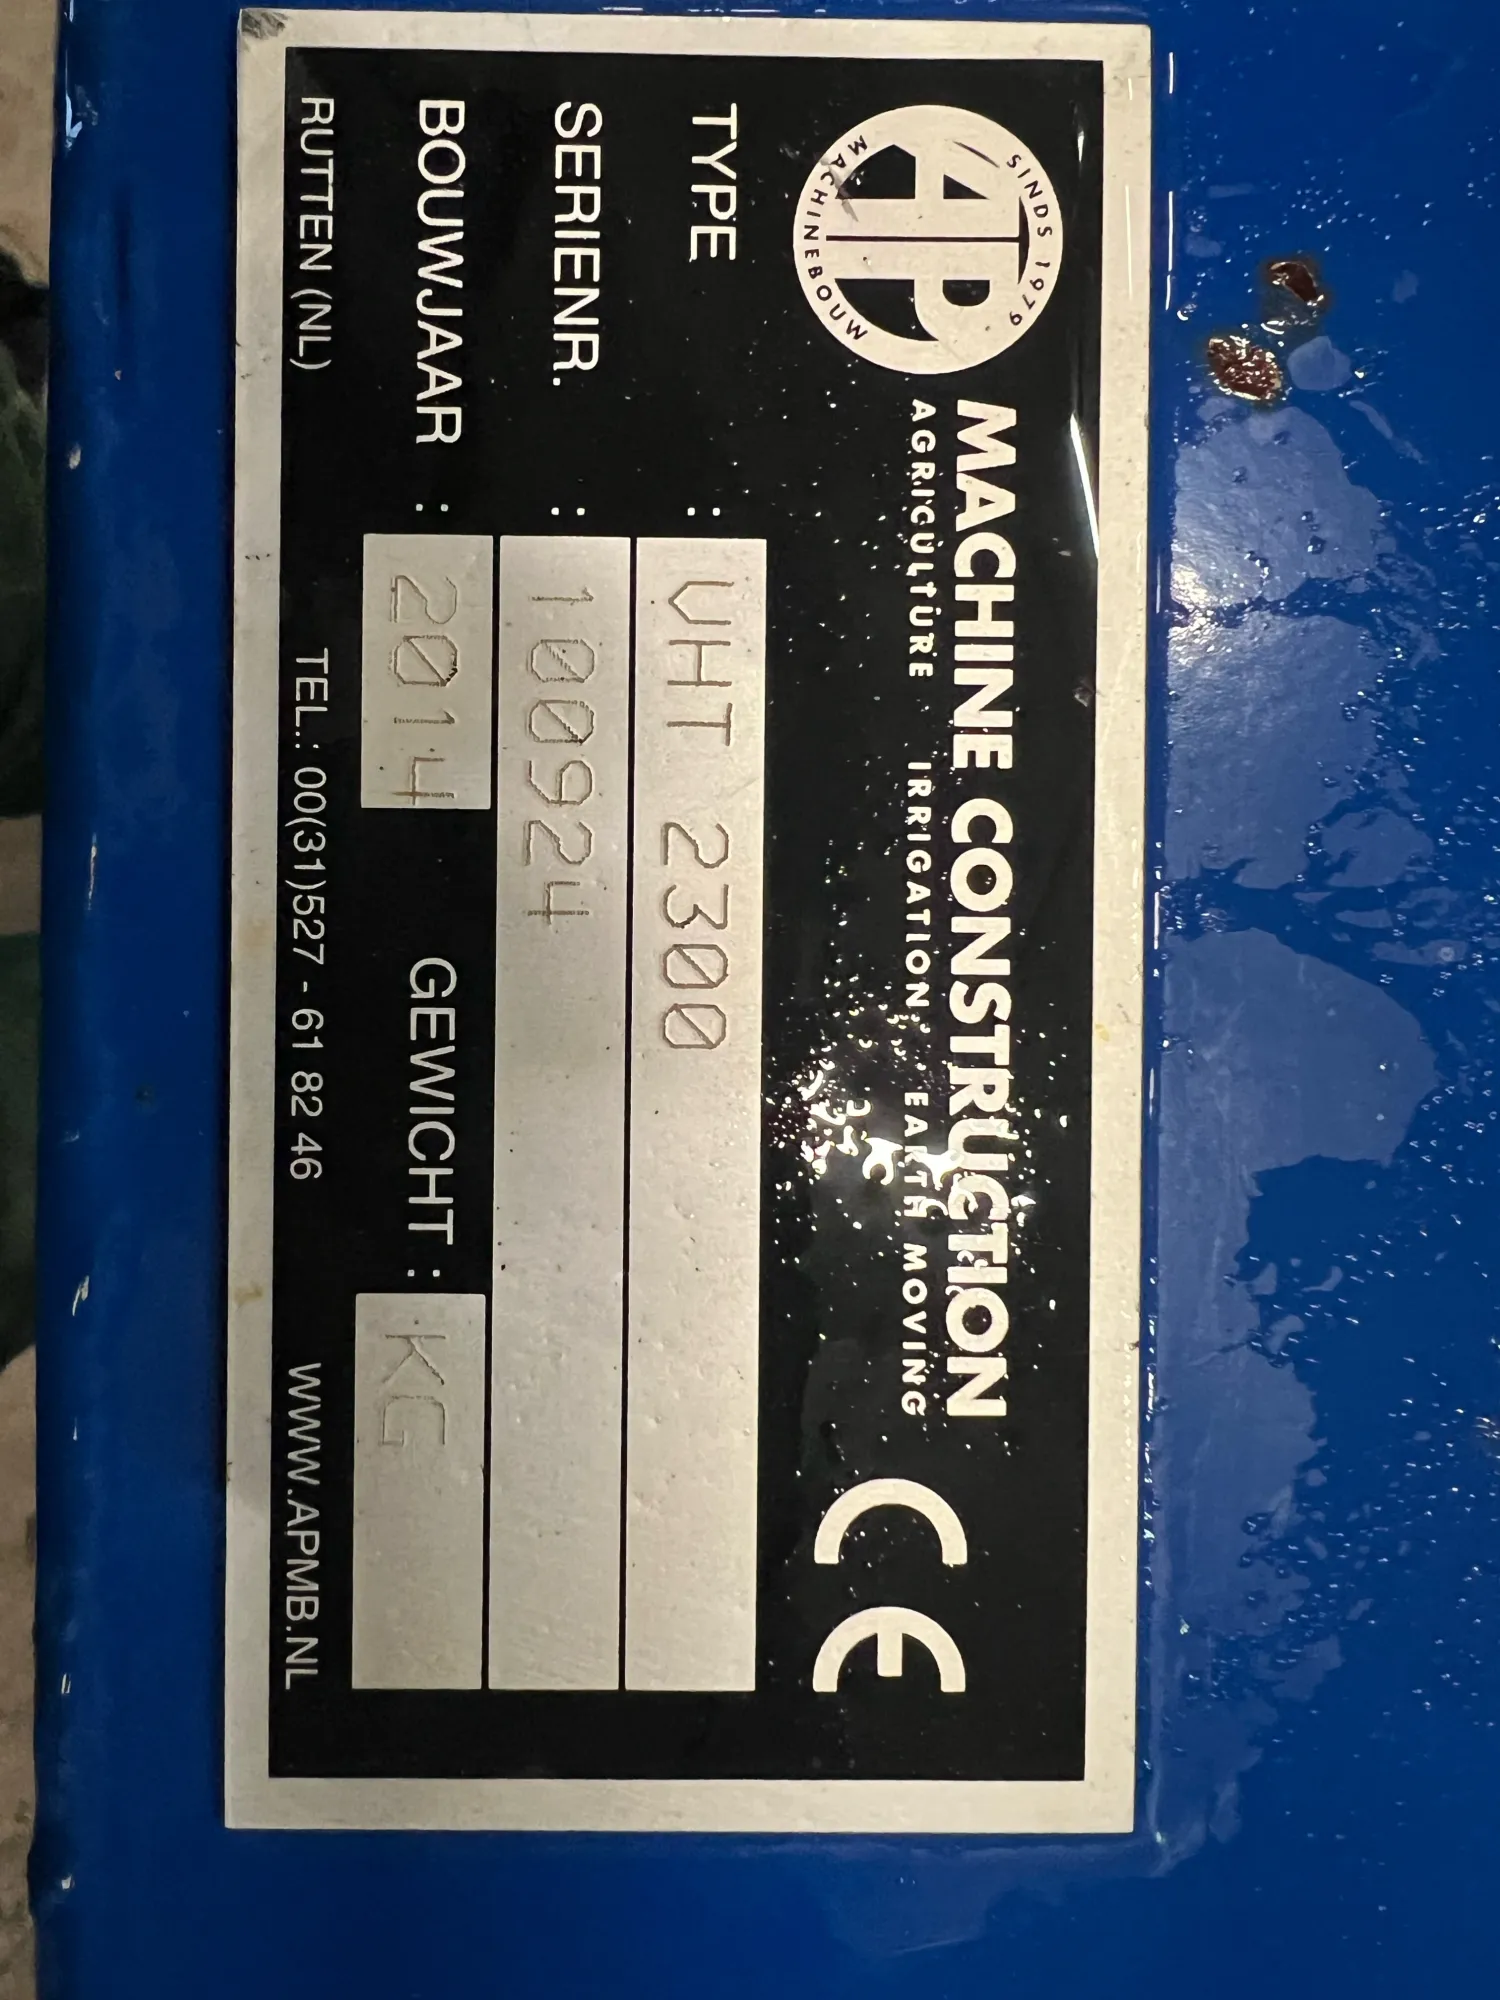 SINDS 1979
AP
MACHINEBOUW
MACHINE CONSTRUCTION
AGRICULTURE · IRRIGATION · EARTH MOVING
CE
TYPE : VHT 2300
SERIENR. : 100924
BOUWJAAR : 2014 GEWICHT : KG
RUTTEN (NL) TEL.: 00(31)527 - 61 82 46 WWW.APMB.NL